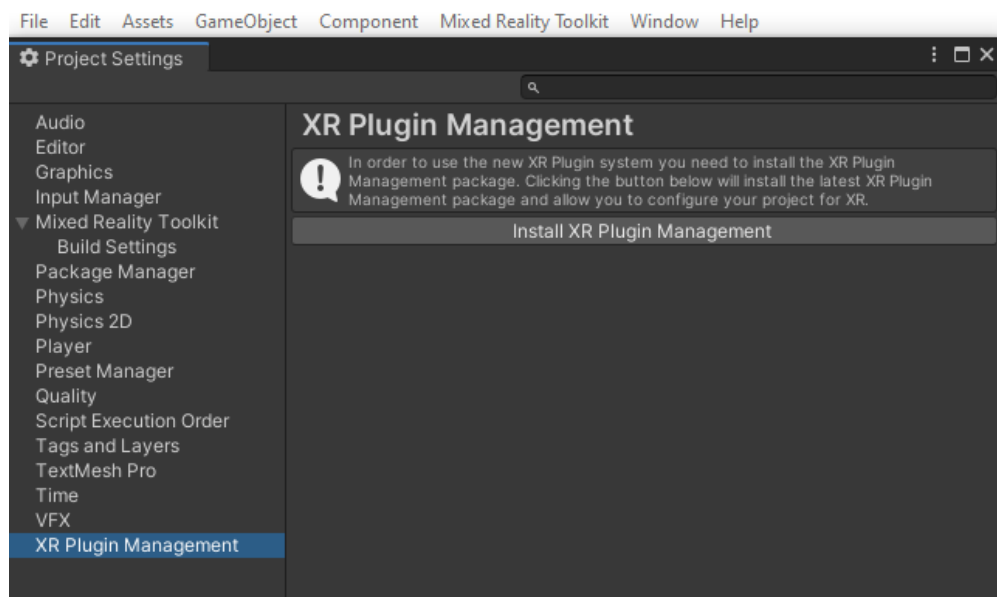 File Edit Assets GameObject Component Mixed Reality Toolkit Window Help
Project Settings
Audio
Editor
Graphics
Input Manager
Mixed Reality Toolkit
Build Settings
Package Manager
Physics
Physics 2D
Player
Preset Manager
Quality
Script Execution Order
Tags and Layers
TextMesh Pro
Time
VFX
XR Plugin Management
XR Plugin Management
In order to use the new XR Plugin system you need to install the XR Plugin
Management package. Clicking the button below will install the latest XR Plugin
Management package and allow you to configure your project for XR.
Install XR Plugin Management